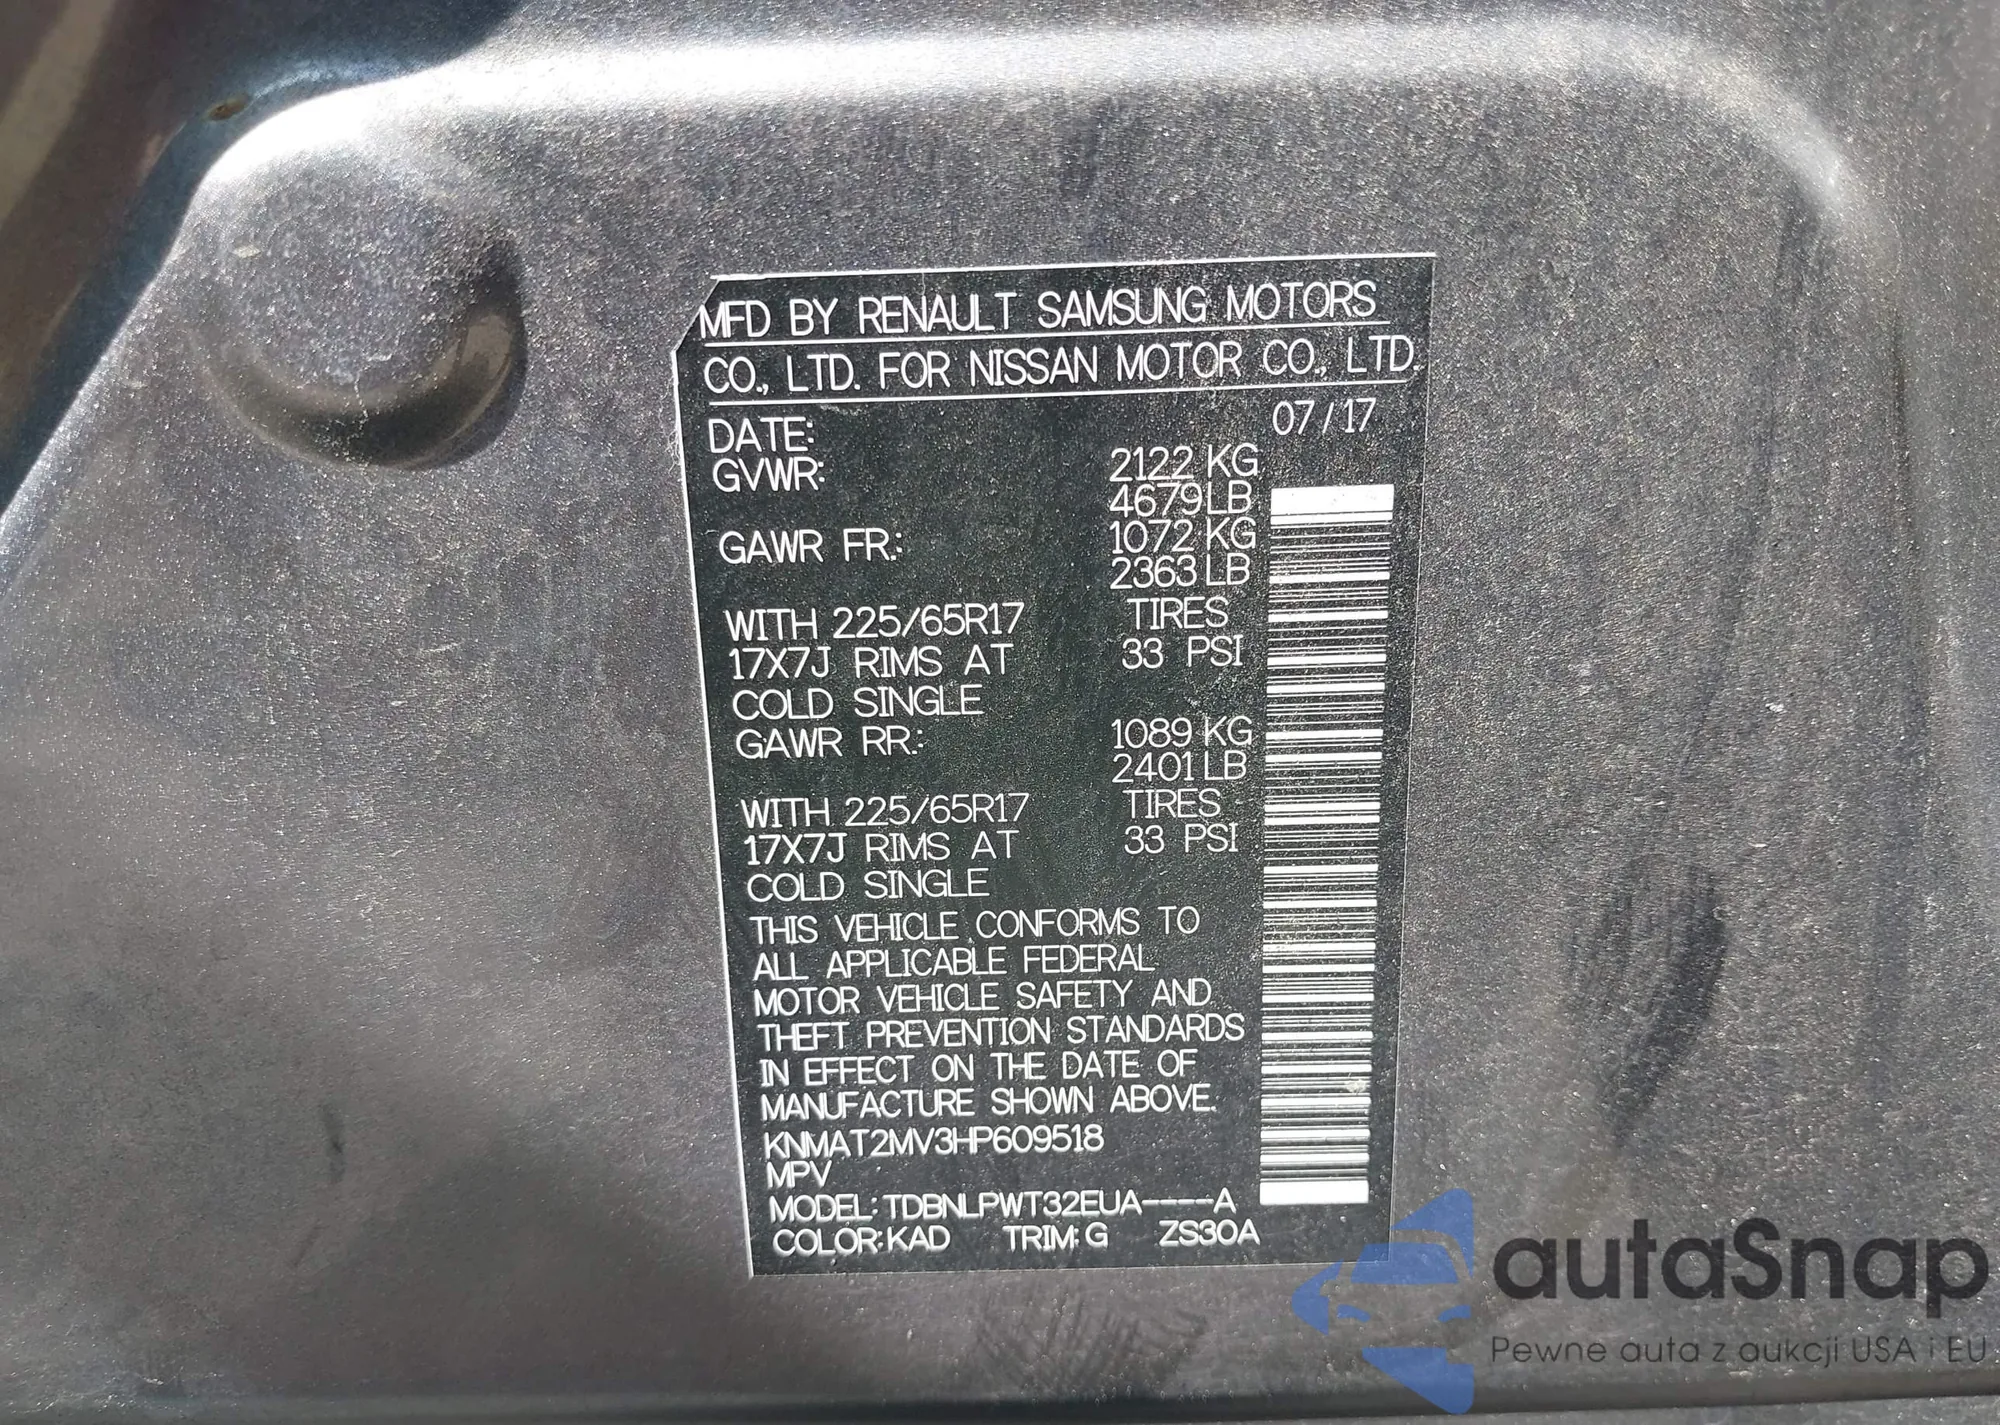 MFD BY RENAULT SAMSUNG MOTORS
CO., LTD. FOR NISSAN MOTOR CO., LTD.
DATE: 07/17
GVWR: 2122 KG
4679 LB
GAWR FR.: 1072 KG
2363 LB
WITH 225/65R17 TIRES
17X7J RIMS AT 33 PSI
COLD SINGLE
GAWR RR.: 1089 KG
2401 LB
WITH 225/65R17 TIRES
17X7J RIMS AT 33 PSI
COLD SINGLE
THIS VEHICLE CONFORMS TO
ALL APPLICABLE FEDERAL
MOTOR VEHICLE SAFETY AND
THEFT PREVENTION STANDARDS
IN EFFECT ON THE DATE OF
MANUFACTURE SHOWN ABOVE.
KNMAT2MV3HP609518
MPV
MODEL: TDBNLPWT32EUA----A
COLOR: KAD TRIM: G ZS30A
autaSnap
Pewne auta z aukcji USA i EU